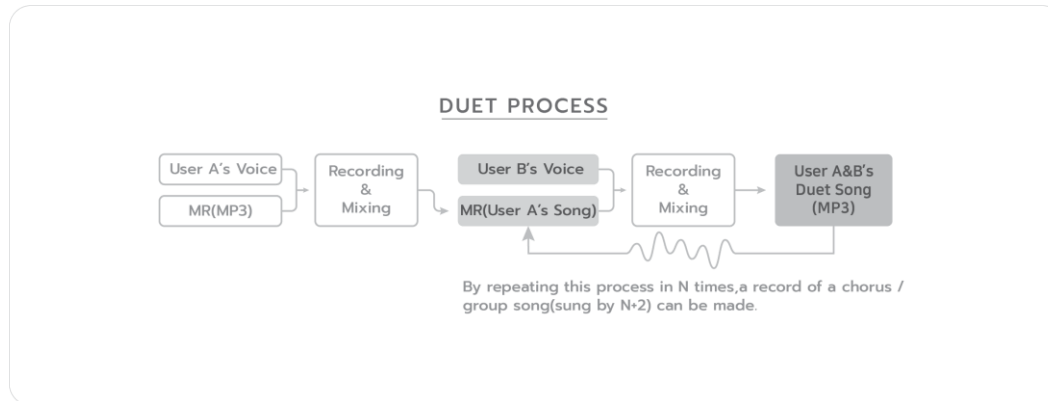 DUET PROCESS
User A's Voice
MR(MP3)
Recording
&
Mixing
User B's Voice
MR(User A's Song)
Recording
&
Mixing
User A&B's
Duet Song
(MP3)
By repeating this process in N times,a record of a chorus /
group song(sung by N+2) can be made.